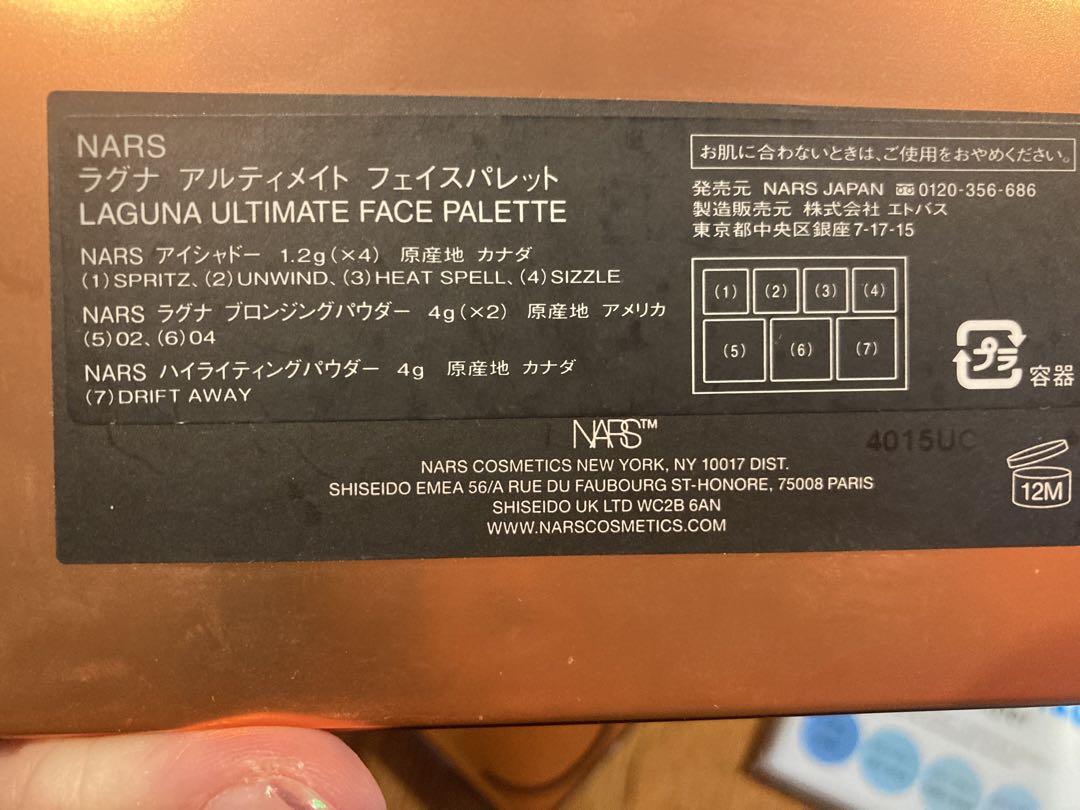 NARS
ラグナ アルティメイト フェイスパレット
LAGUNA ULTIMATE FACE PALETTE
NARS アイシャドー 1.2g(×4) 原産地 カナダ
(1)SPRITZ、(2)UNWIND、(3)HEAT SPELL、(4)SIZZLE
NARS ラグナ ブロンジングパウダー 4g(×2) 原産地 アメリカ
(5)02、(6)04
NARS ハイライティングパウダー 4g 原産地 カナダ
(7)DRIFT AWAY
お肌に合わないときは、ご使用をおやめください。
発売元 NARS JAPAN 0120-356-686
製造販売元 株式会社 エトバス
東京都中央区銀座7-17-15
(1) (2) (3) (4)
(5) (6) (7)
プラ
容器
NARS™
4015UC
NARS COSMETICS NEW YORK, NY 10017 DIST.
SHISEIDO EMEA 56/A RUE DU FAUBOURG ST-HONORE, 75008 PARIS
SHISEIDO UK LTD WC2B 6AN
WWW.NARSCOSMETICS.COM
12M